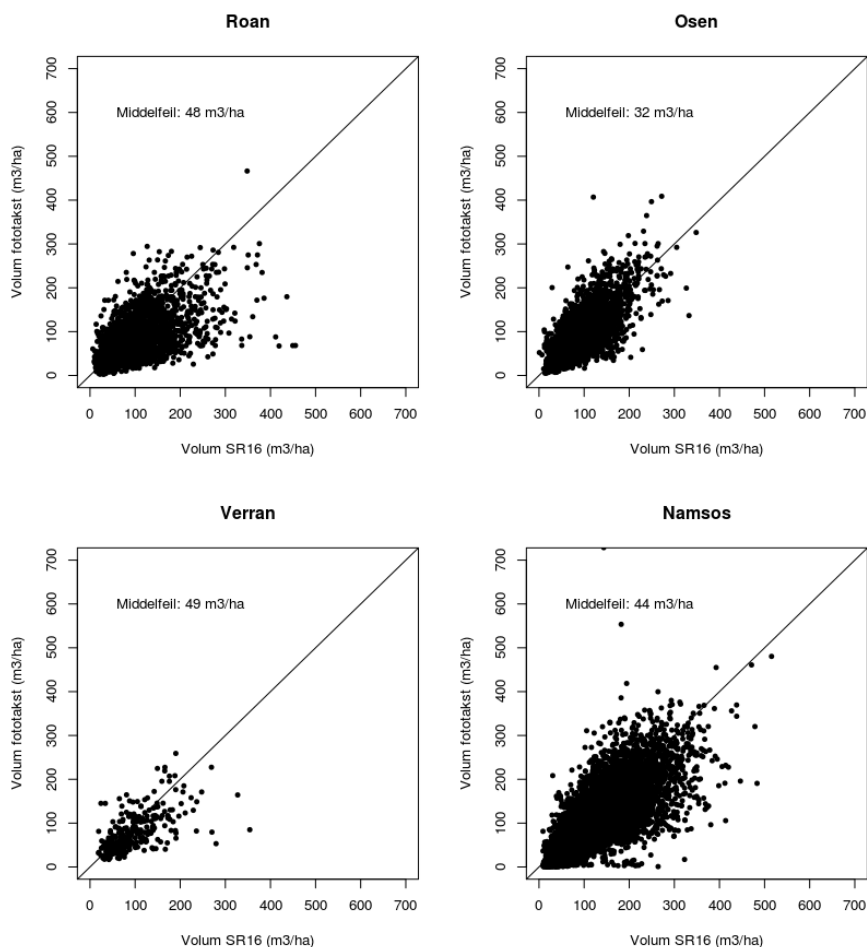 Roan
Middelfeil: 48 m3/ha
Volum fototakst (m3/ha)
700
600
500
400
300
200
100
0
0 100 200 300 400 500 600 700
Volum SR16 (m3/ha)
Osen
Middelfeil: 32 m3/ha
Volum fototakst (m3/ha)
700
600
500
400
300
200
100
0
0 100 200 300 400 500 600 700
Volum SR16 (m3/ha)
Verran
Middelfeil: 49 m3/ha
Volum fototakst (m3/ha)
700
600
500
400
300
200
100
0
0 100 200 300 400 500 600 700
Volum SR16 (m3/ha)
Namsos
Middelfeil: 44 m3/ha
Volum fototakst (m3/ha)
700
600
500
400
300
200
100
0
0 100 200 300 400 500 600 700
Volum SR16 (m3/ha)